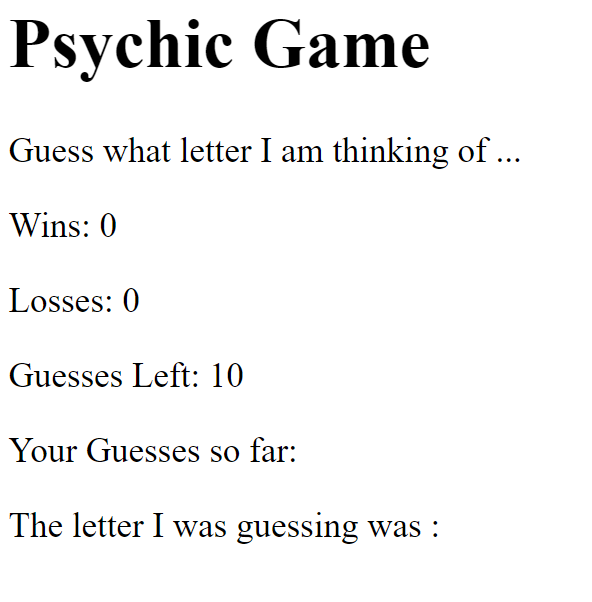 Psychic Game
Guess what letter I am thinking of ...
Wins: 0
Losses: 0
Guesses Left: 10
Your Guesses so far:
The letter I was guessing was :